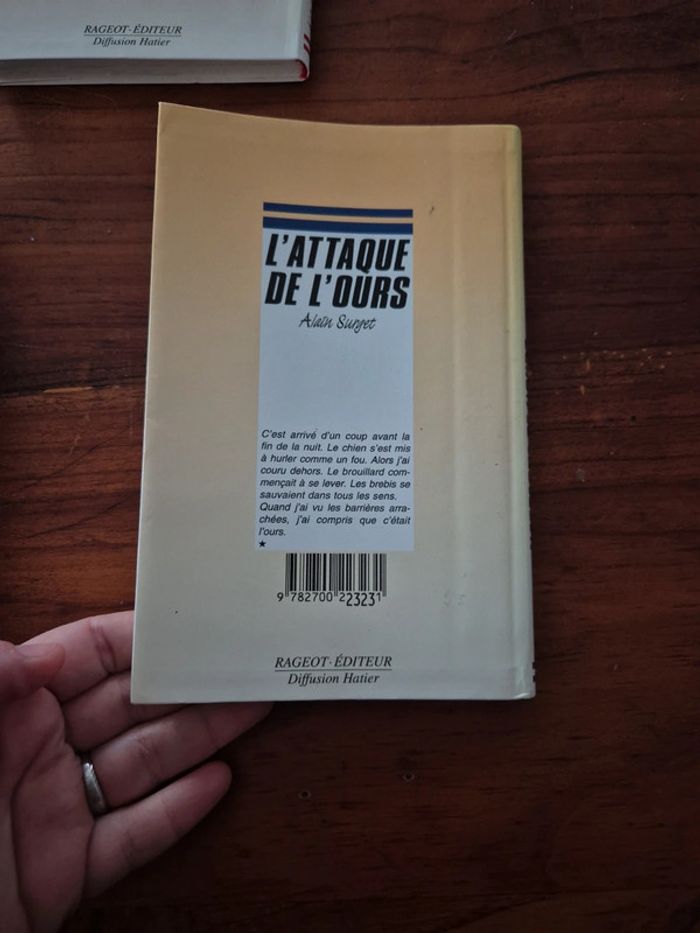 RAGEOT·ÉDITEUR
Diffusion Hatier
L'ATTAQUE
DE L'OURS
Alain Surget
C'est arrivé d'un coup avant la
fin de la nuit. Le chien s'est mis
à hurler comme un fou. Alors j'ai
couru dehors. Le brouillard com-
mençait à se lever. Les brebis se
sauvaient dans tous les sens.
Quand j'ai vu les barrières arra-
chées, j'ai compris que c'était
l'ours.
★
9 782700 223231
RAGEOT·ÉDITEUR
Diffusion Hatier